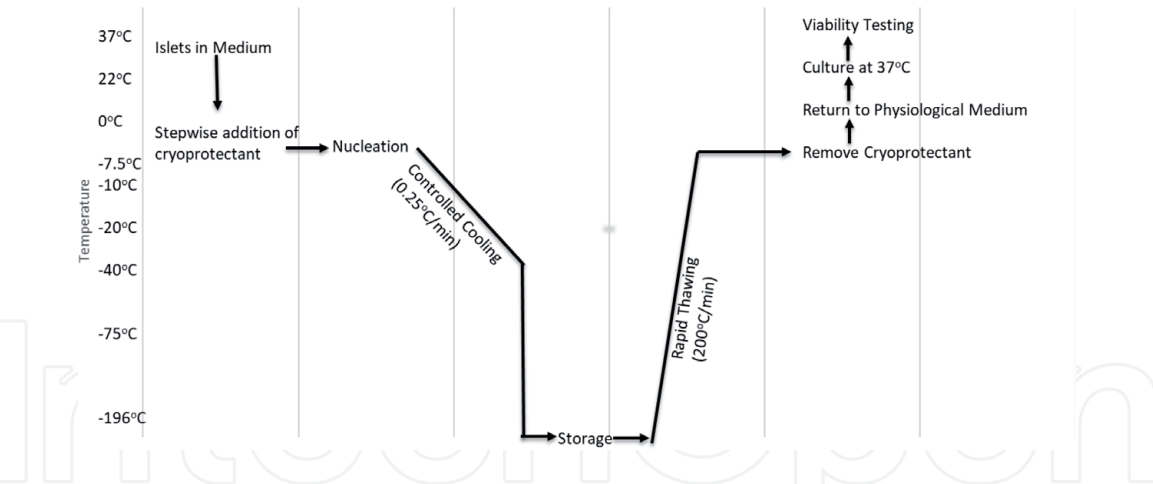 37°C
22°C
0°C
-7.5°C
-10°C
-20°C
-40°C
-75°C
-196°C
Temperature
Islets in Medium
Stepwise addition of
cryoprotectant
Nucleation
Controlled Cooling
(0.25°C/min)
Storage
Rapid Thawing
(200°C/min)
Viability Testing
Culture at 37°C
Return to Physiological Medium
Remove Cryoprotectant